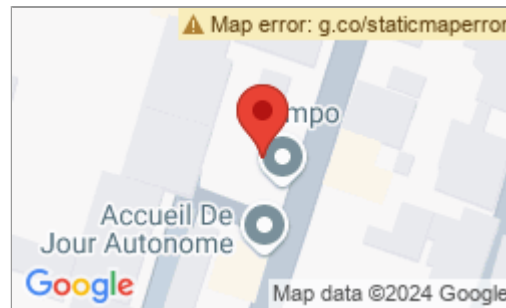 Map error: g.co/staticmaperror
mpo
Accueil De
Jour Autonome
Google
Map data ©2024 Google